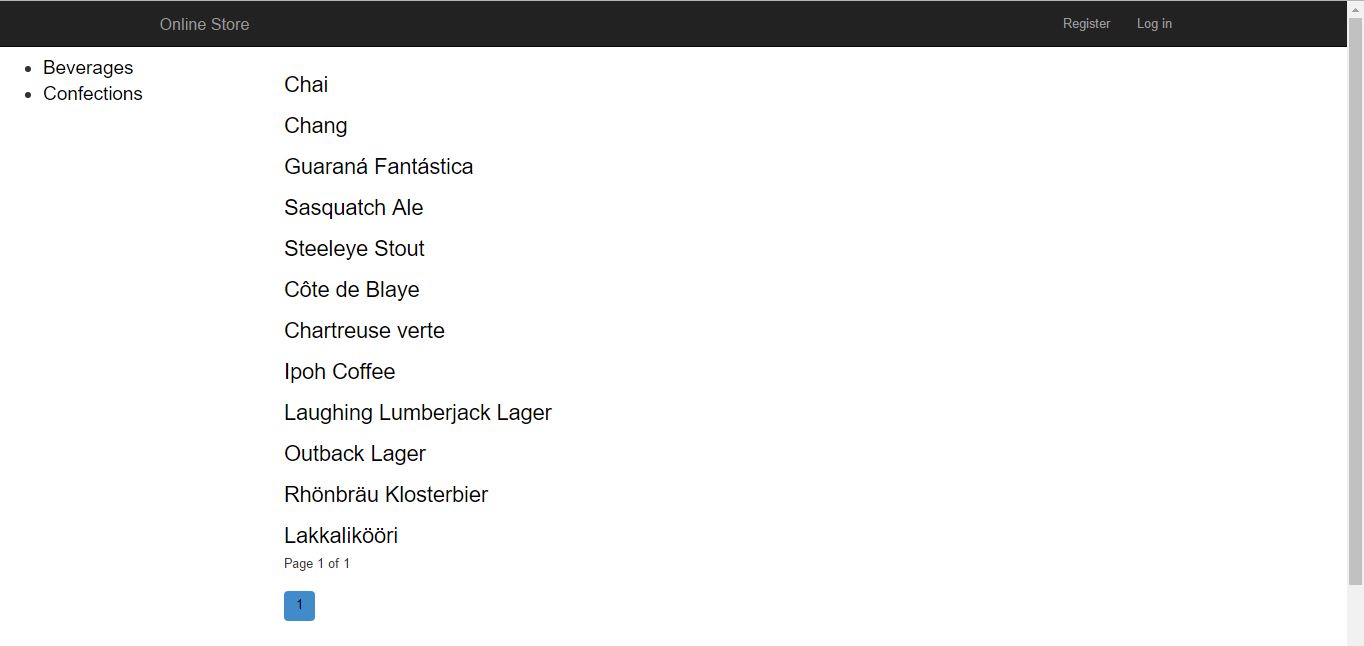 Online Store
Register Log in
Beverages
Confections
Chai
Chang
Guaraná Fantástica
Sasquatch Ale
Steeleye Stout
Côte de Blaye
Chartreuse verte
Ipoh Coffee
Laughing Lumberjack Lager
Outback Lager
Rhönbräu Klosterbier
Lakkalikööri
Page 1 of 1
1